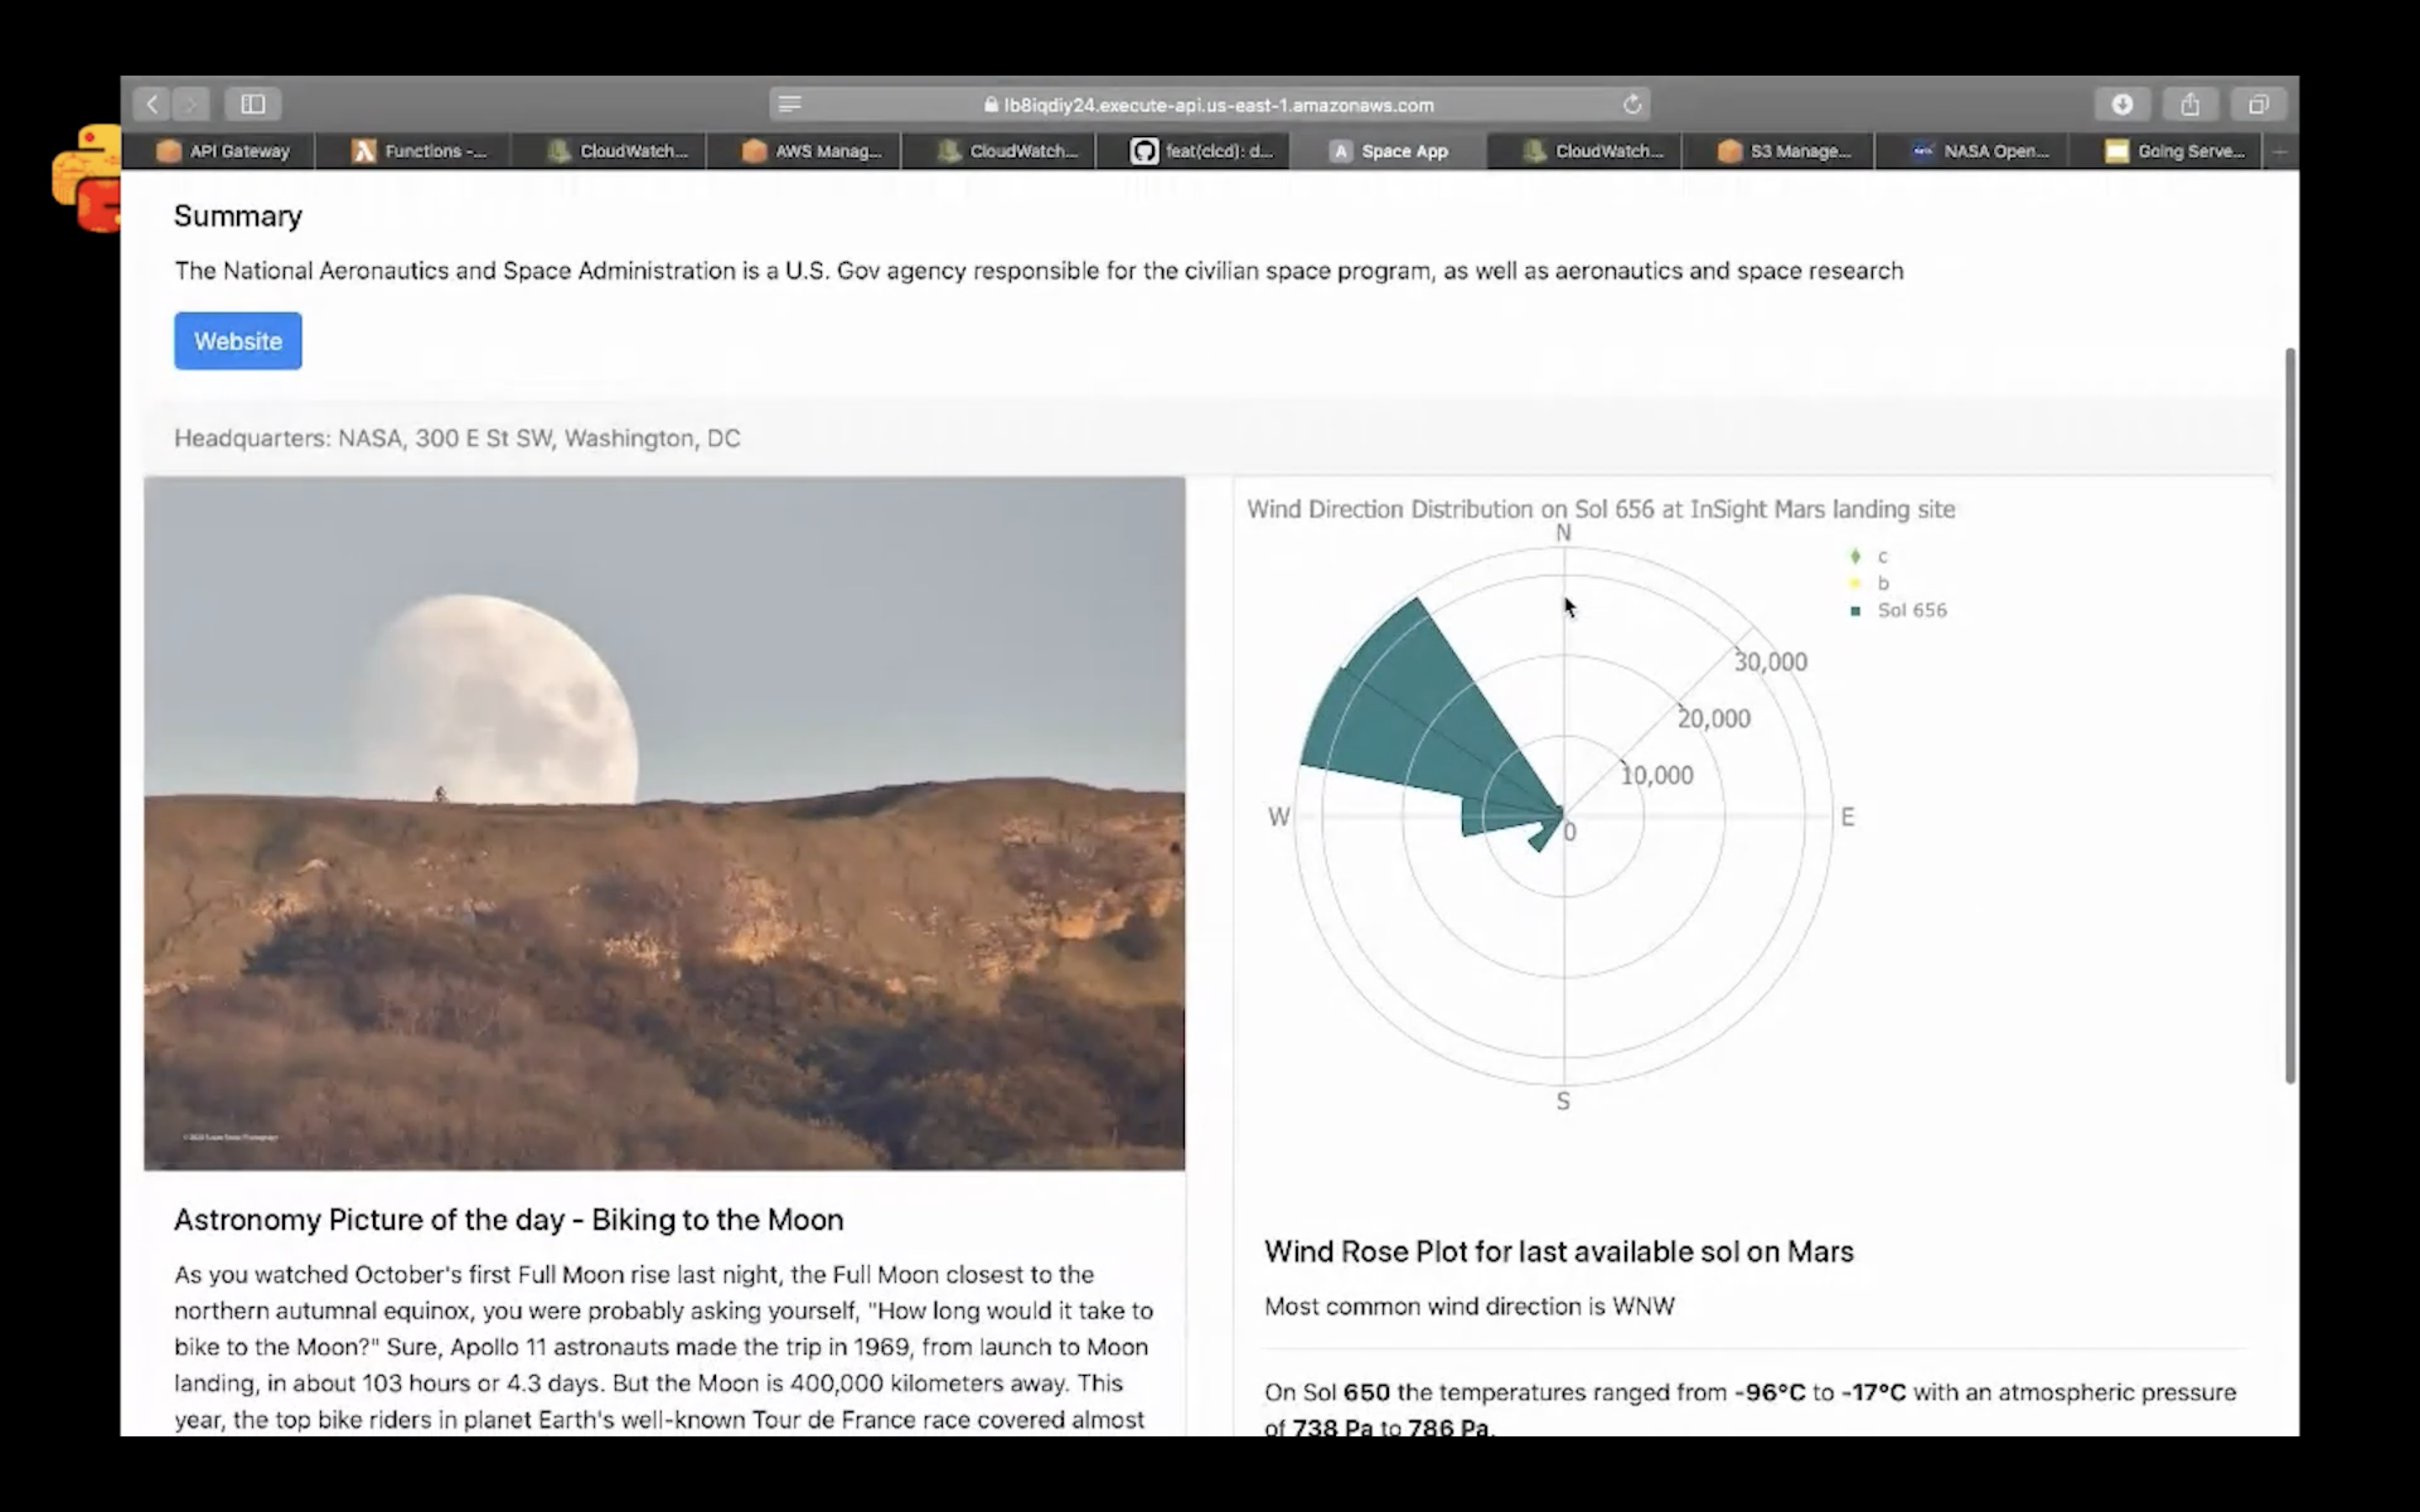 lb8iqdiy24.execute-api.us-east-1.amazonaws.com
API Gateway
Functions -...
CloudWatch...
AWS Manag...
CloudWatch...
feat(cicd): d...
Space App
CloudWatch...
S3 Manage...
NASA Open...
Going Serve...
Summary
The National Aeronautics and Space Administration is a U.S. Gov agency responsible for the civilian space program, as well as aeronautics and space research
Website
Headquarters: NASA, 300 E St SW, Washington, DC
Wind Direction Distribution on Sol 656 at InSight Mars landing site
N
c
b
Sol 656
30,000
20,000
10,000
W
0
E
S
Astronomy Picture of the day - Biking to the Moon
As you watched October's first Full Moon rise last night, the Full Moon closest to the
northern autumnal equinox, you were probably asking yourself, "How long would it take to
bike to the Moon?" Sure, Apollo 11 astronauts made the trip in 1969, from launch to Moon
landing, in about 103 hours or 4.3 days. But the Moon is 400,000 kilometers away. This
year, the top bike riders in planet Earth's well-known Tour de France race covered almost
Wind Rose Plot for last available sol on Mars
Most common wind direction is WNW
On Sol 650 the temperatures ranged from -96°C to -17°C with an atmospheric pressure
of 738 Pa to 786 Pa.